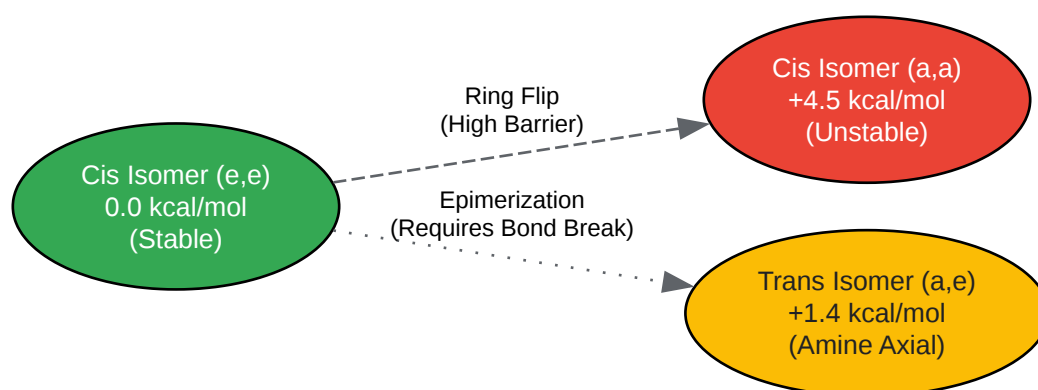 Cis Isomer (e,e)
0.0 kcal/mol
(Stable)
Ring Flip
(High Barrier)
Cis Isomer (a,a)
+4.5 kcal/mol
(Unstable)
Epimerization
(Requires Bond Break)
Trans Isomer (a,e)
+1.4 kcal/mol
(Amine Axial)